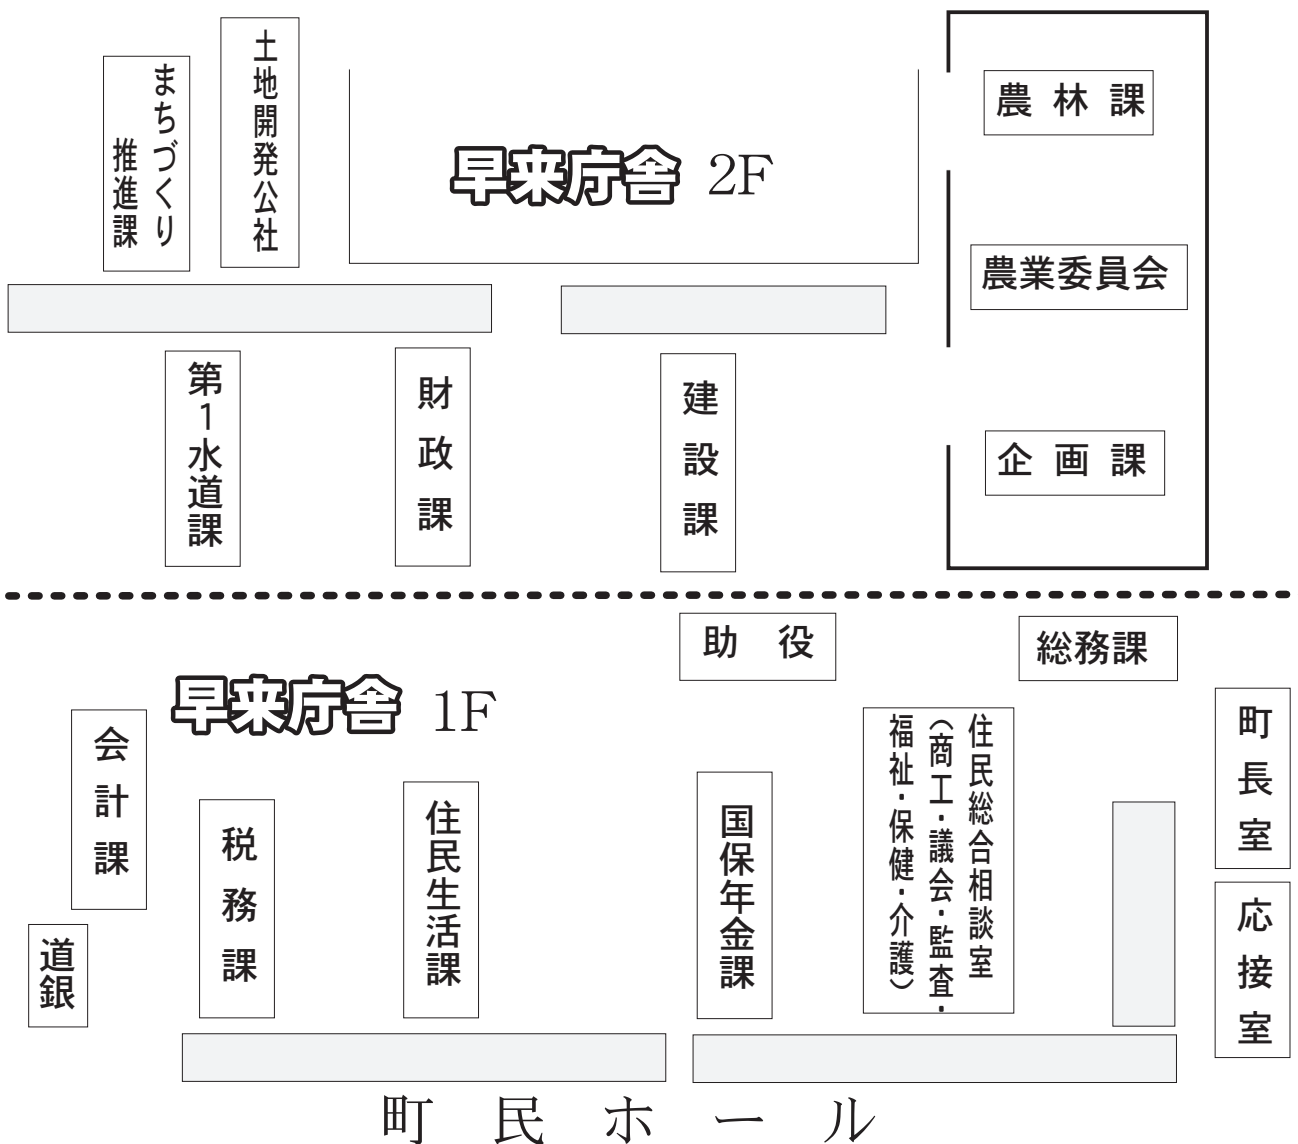 まちづくり
推進課
土地開発公社
早来庁舎 2F
農林課
農業委員会
企画課
第1水道課
財政課
建設課
助役
総務課
早来庁舎 1F
会計課
道銀
税務課
住民生活課
国保年金課
住民総合相談室
（商工・議会・監査・
福祉・保健・介護）
町長室
応接室
町民ホール